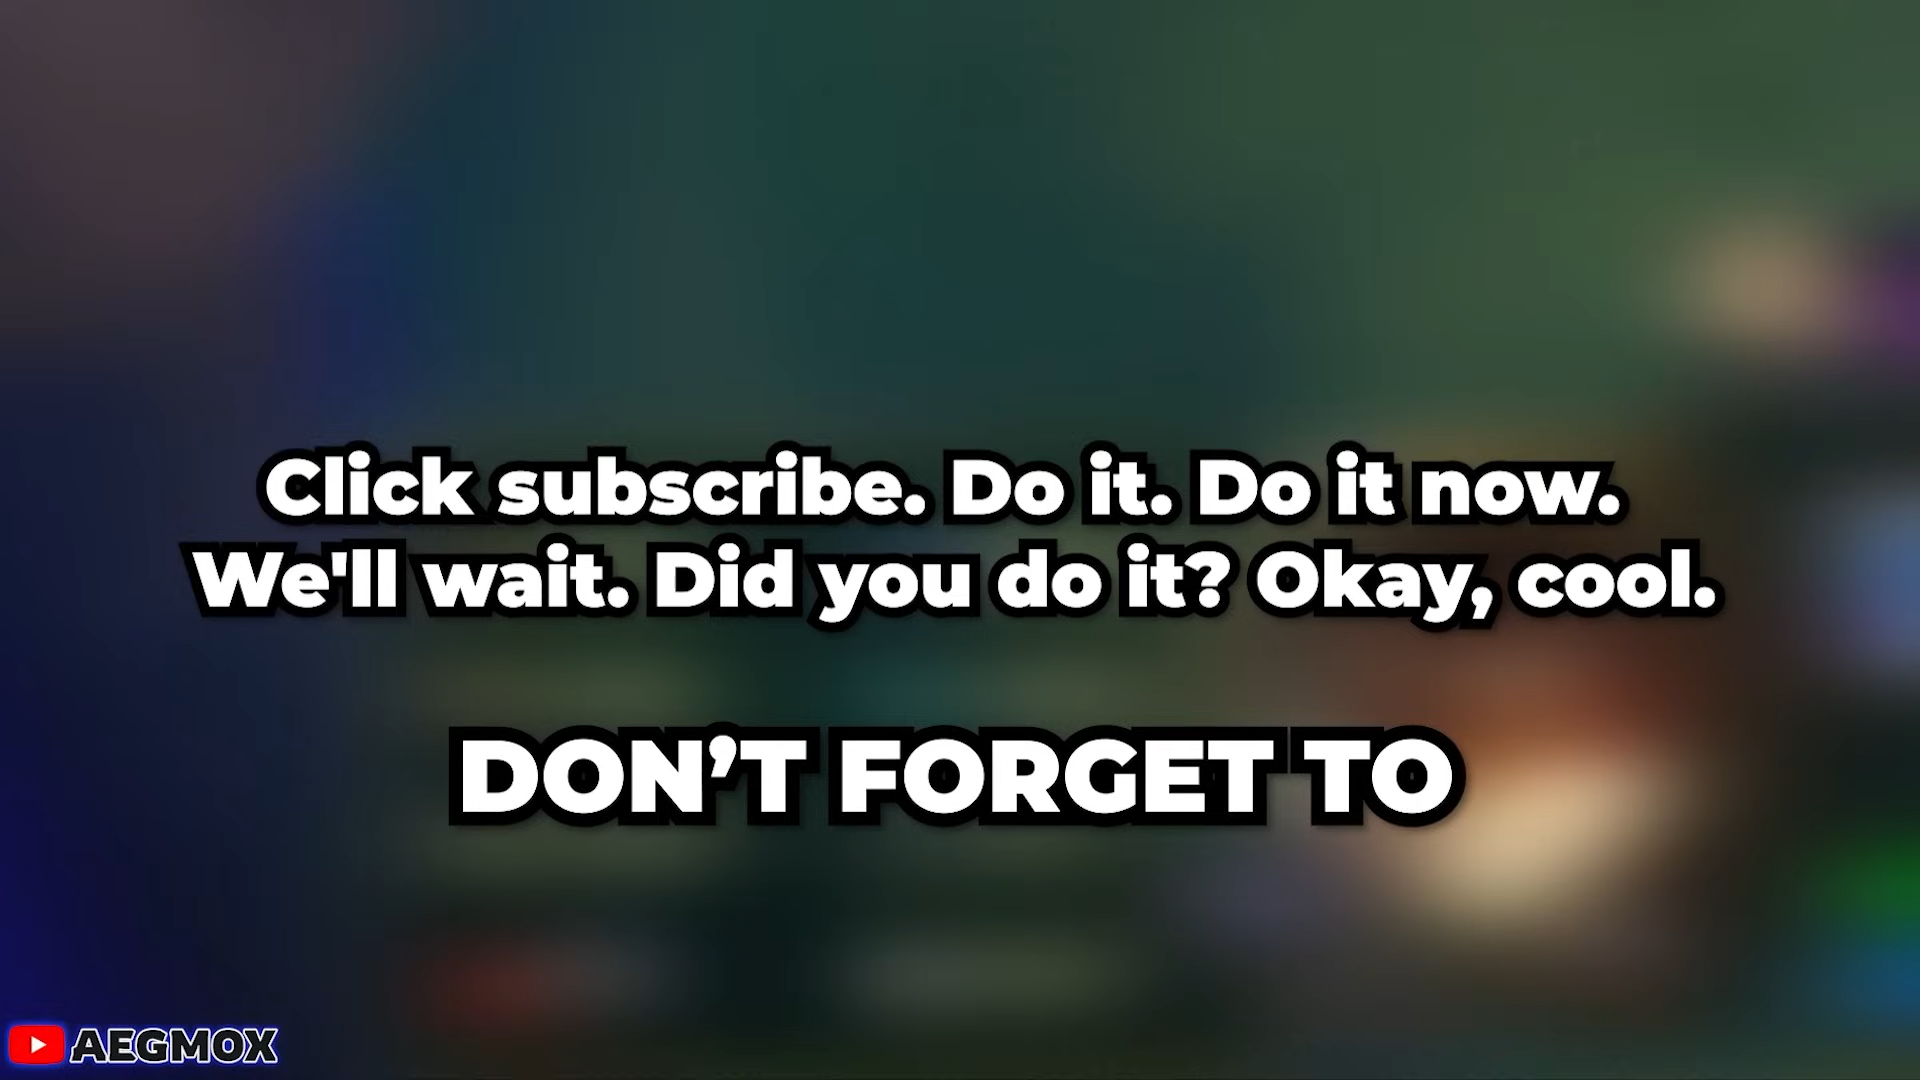 Click subscribe. Do it. Do it now.
We'll wait. Did you do it? Okay, cool.
DON’T FORGET TO
AEGMOX